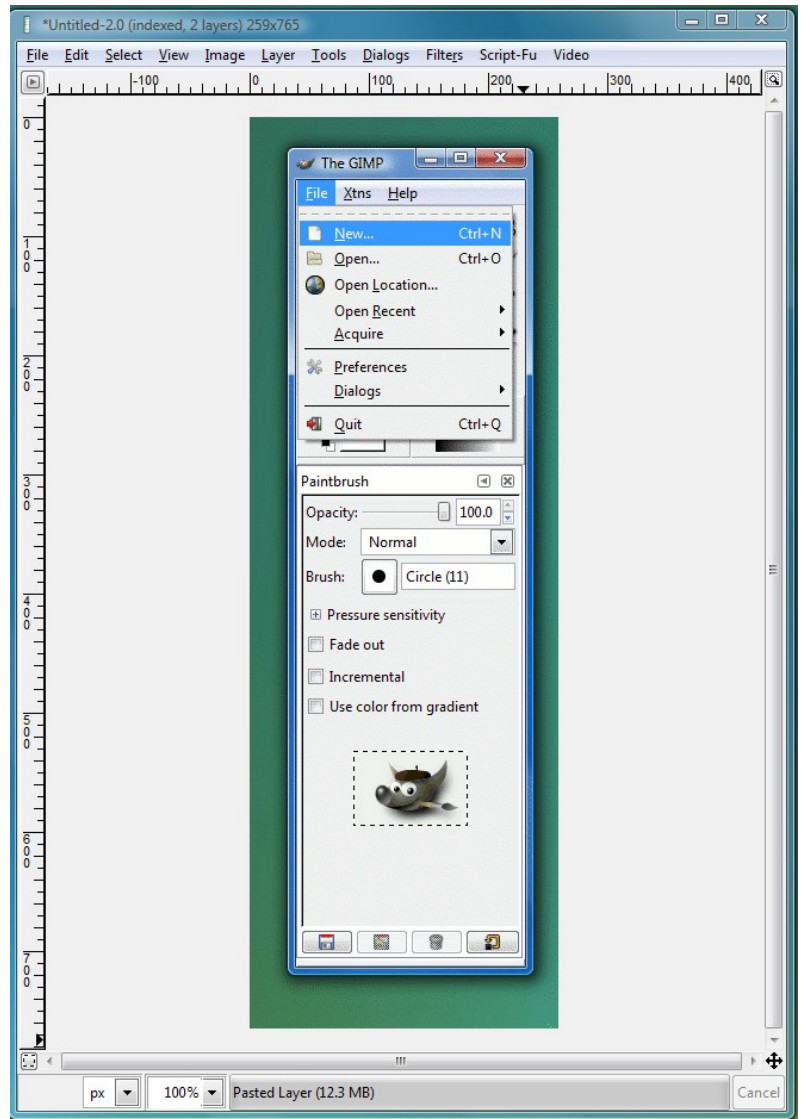 *Untitled-2.0 (indexed, 2 layers) 259x765
File Edit Select View Image Layer Tools Dialogs Filters Script-Fu Video
-100 0 100 200 300 400
0
100
200
300
400
500
600
700
The GIMP
File Xtns Help
New... Ctrl+N
Open... Ctrl+O
Open Location...
Open Recent
Acquire
Preferences
Dialogs
Quit Ctrl+Q
Paintbrush
Opacity: 100.0
Mode: Normal
Brush: Circle (11)
Pressure sensitivity
Fade out
Incremental
Use color from gradient
px 100% Pasted Layer (12.3 MB) Cancel